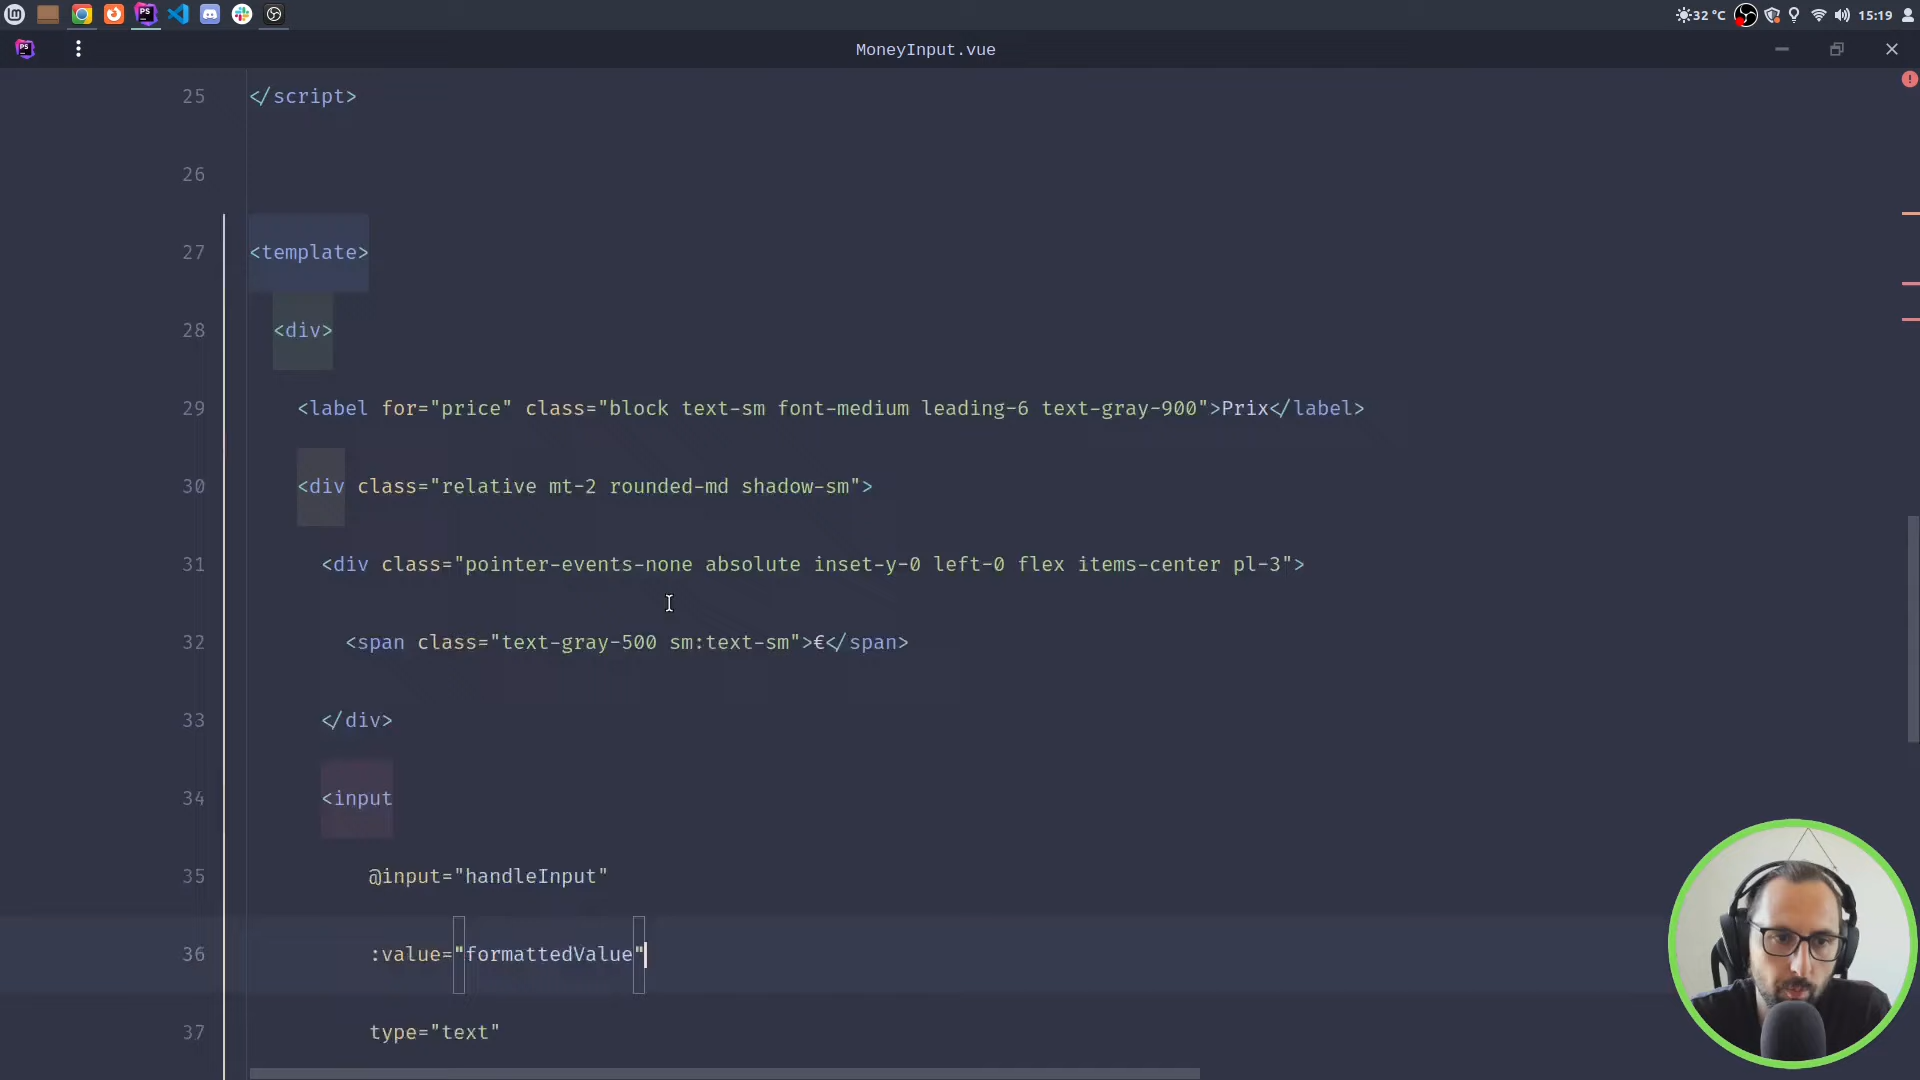 32 °C
15:19
PS
MoneyInput.vue
25 </script>
26
27 <template>
28 <div>
29 <label for="price" class="block text-sm font-medium leading-6 text-gray-900">Prix</label>
30 <div class="relative mt-2 rounded-md shadow-sm">
31 <div class="pointer-events-none absolute inset-y-0 left-0 flex items-center pl-3">
32 <span class="text-gray-500 sm:text-sm">€</span>
33 </div>
34 <input
35 @input="handleInput"
36 :value="formattedValue"
37 type="text"